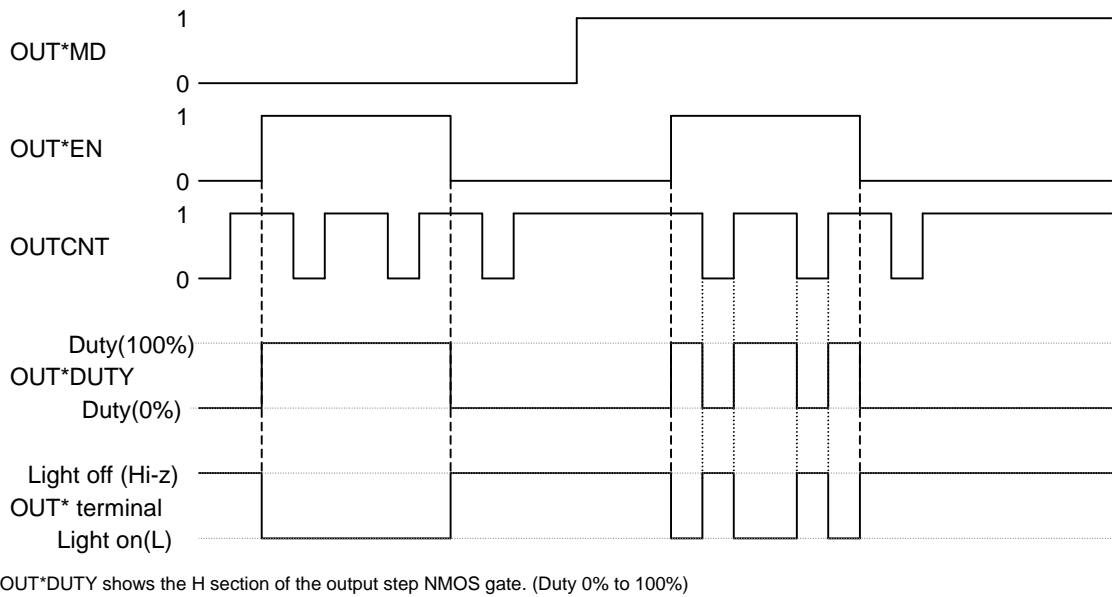 1
OUT*MD
0
1
OUT*EN
0
1
OUTCNT
0
Duty(100%)
OUT*DUTY
Duty(0%)
Light off (Hi-z)
OUT* terminal
Light on(L)
OUT*DUTY shows the H section of the output step NMOS gate. (Duty 0% to 100%)